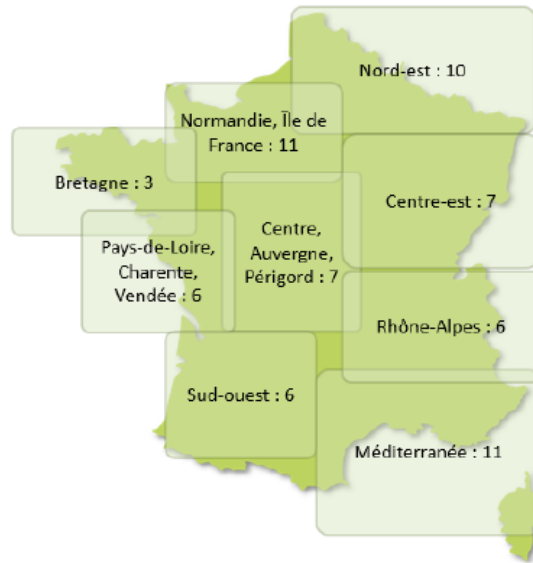 Nord-est : 10
Normandie, Île de
France : 11
Bretagne : 3
Centre-est : 7
Centre,
Auvergne,
Périgord : 7
Pays-de-Loire,
Charente,
Vendée : 6
Rhône-Alpes : 6
Sud-ouest : 6
Méditerranée : 11